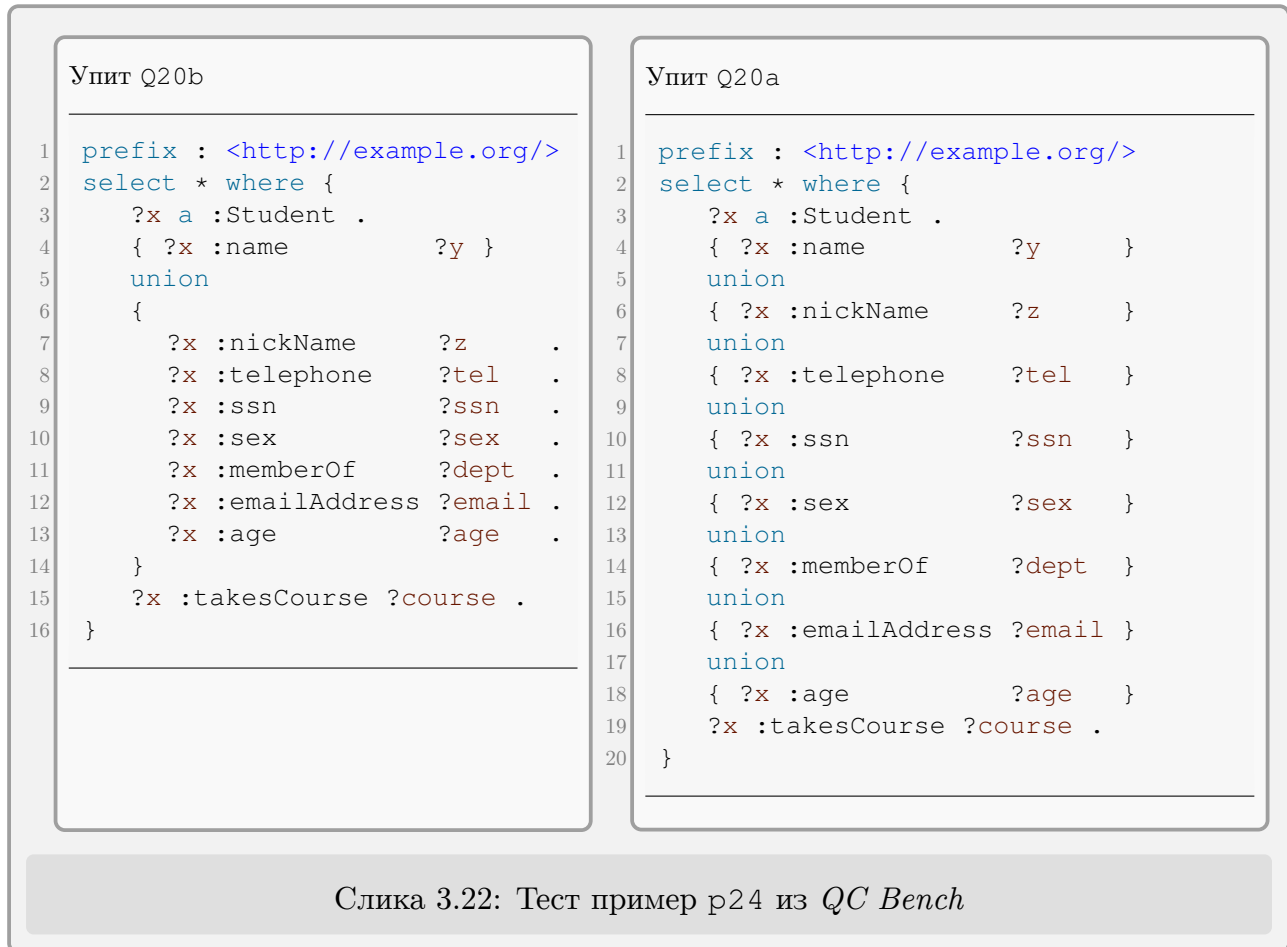 Упит Q20b
1 prefix : <http://example.org/>
2 select * where {
3 ?x a :Student .
4 { ?x :name ?y }
5 union
6 {
7 ?x :nickName ?z .
8 ?x :telephone ?tel .
9 ?x :ssn ?ssn .
10 ?x :sex ?sex .
11 ?x :memberOf ?dept .
12 ?x :emailAddress ?email .
13 ?x :age ?age .
14 }
15 ?x :takesCourse ?course .
16 }
Упит Q20a
1 prefix : <http://example.org/>
2 select * where {
3 ?x a :Student .
4 { ?x :name ?y }
5 union
6 { ?x :nickName ?z }
7 union
8 { ?x :telephone ?tel }
9 union
10 { ?x :ssn ?ssn }
11 union
12 { ?x :sex ?sex }
13 union
14 { ?x :memberOf ?dept }
15 union
16 { ?x :emailAddress ?email }
17 union
18 { ?x :age ?age }
19 ?x :takesCourse ?course .
20 }
Слика 3.22: Тест пример p24 из QC Bench